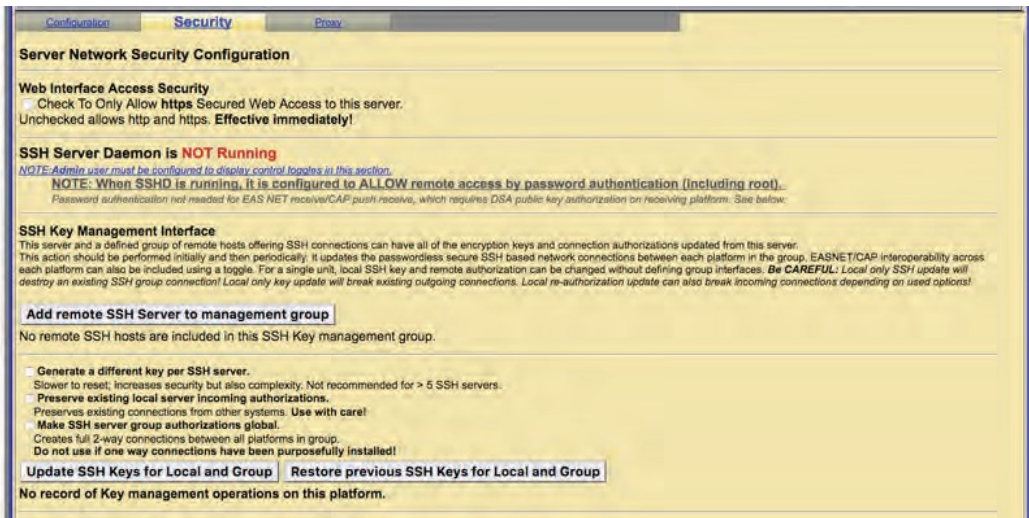 Configuration Security Proxy
Server Network Security Configuration
Web Interface Access Security
Check To Only Allow https Secured Web Access to this server.
Unchecked allows http and https. Effective immediately!
SSH Server Daemon is NOT Running
NOTE:Admin user must be configured to display control toggles in this section.
NOTE: When SSHD is running, it is configured to ALLOW remote access by password authentication (including root).
Password authentication not needed for EAS NET receive/CAP push receive, which requires DSA public key authorization on receiving platform. See below.
SSH Key Management Interface
This server and a defined group of remote hosts offering SSH connections can have all of the encryption keys and connection authorizations updated from this server.
This action should be performed initially and then periodically. It updates the passwordless secure SSH based network connections between each platform in the group. EASNET/CAP interoperability across
each platform can also be included using a toggle. For a single unit, local SSH key and remote authorization can be changed without defining group interfaces. Be CAREFUL: Local only SSH update will
destroy an existing SSH group connection! Local only key update will break existing outgoing connections. Local re-authorization update can also break incoming connections depending on used options!
Add remote SSH Server to management group
No remote SSH hosts are included in this SSH Key management group.
Generate a different key per SSH server.
Slower to reset; increases security but also complexity. Not recommended for > 5 SSH servers.
Preserve existing local server incoming authorizations.
Preserves existing connections from other systems. Use with care!
Make SSH server group authorizations global.
Creates full 2-way connections between all platforms in group.
Do not use if one way connections have been purposefully installed!
Update SSH Keys for Local and Group Restore previous SSH Keys for Local and Group
No record of Key management operations on this platform.